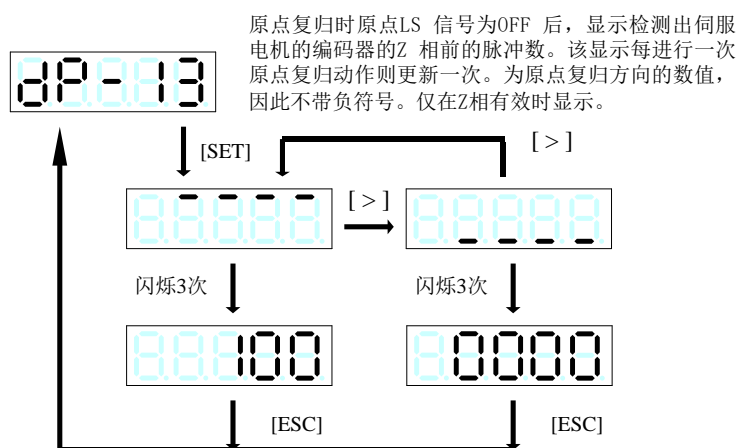 原点复归时原点LS 信号为OFF 后，显示检测出伺服
电机的编码器的Z 相前的脉冲数。该显示每进行一次
原点复归动作则更新一次。为原点复归方向的数值，
因此不带负符号。仅在Z相有效时显示。
dP-13
[SET]
[ > ]
[ > ]
闪烁3次
闪烁3次
100
0000
[ESC]
[ESC]